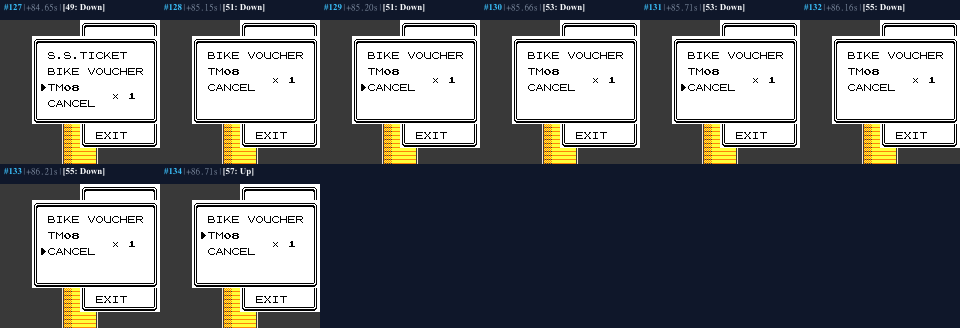 #127|+84.65s|[49: Down]
S.S.TICKET
BIKE VOUCHER
▶TM08
× 1
CANCEL
EXIT
#128|+85.15s|[51: Down]
BIKE VOUCHER
TM08
× 1
CANCEL
EXIT
#129|+85.20s|[51: Down]
BIKE VOUCHER
TM08
× 1
▶CANCEL
EXIT
#130|+85.66s|[53: Down]
BIKE VOUCHER
TM08
× 1
CANCEL
EXIT
#131|+85.71s|[53: Down]
BIKE VOUCHER
TM08
× 1
▶CANCEL
EXIT
#132|+86.16s|[55: Down]
BIKE VOUCHER
TM08
× 1
CANCEL
EXIT
#133|+86.21s|[55: Down]
BIKE VOUCHER
TM08
× 1
▶CANCEL
EXIT
#134|+86.71s|[57: Up]
BIKE VOUCHER
▶TM08
× 1
CANCEL
EXIT